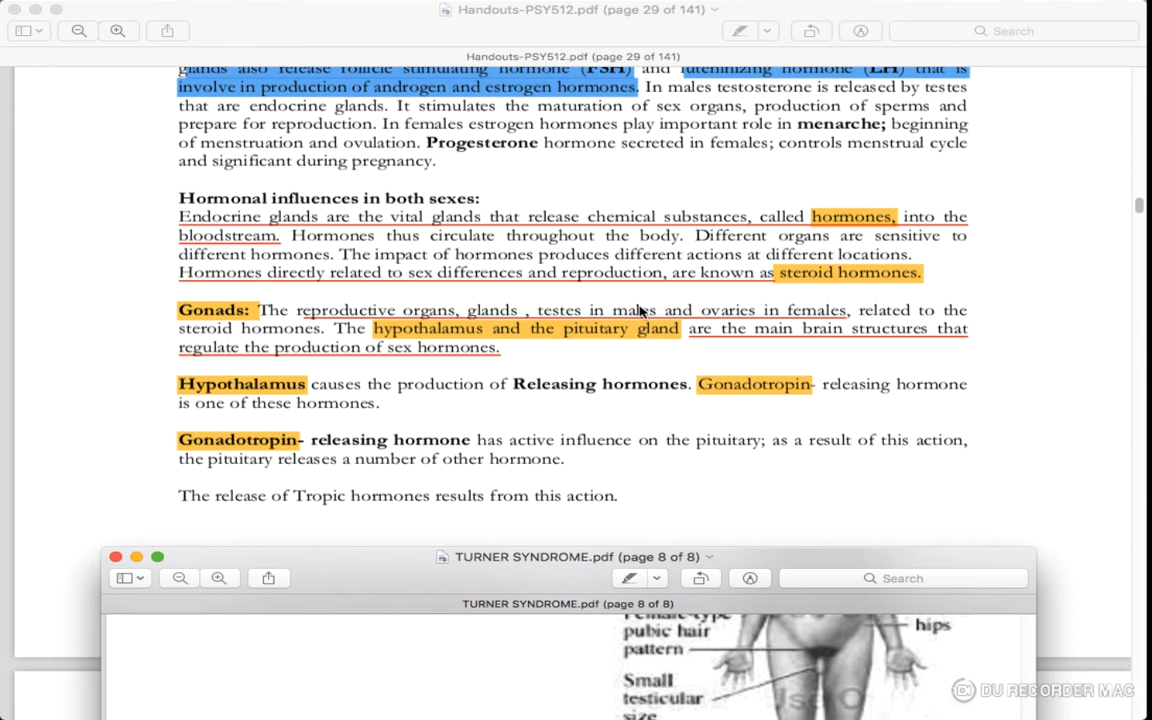 Handouts-PSY512.pdf (page 29 of 141)
Search
Handouts-PSY512.pdf (page 29 of 141)
glands also release follicle stimulating hormone (FSH) and luteinizing hormone (LH) that is
involve in production of androgen and estrogen hormones. In males testosterone is released by testes
that are endocrine glands. It stimulates the maturation of sex organs, production of sperms and
prepare for reproduction. In females estrogen hormones play important role in menarche; beginning
of menstruation and ovulation. Progesterone hormone secreted in females; controls menstrual cycle
and significant during pregnancy.
Hormonal influences in both sexes:
Endocrine glands are the vital glands that release chemical substances, called hormones, into the
bloodstream. Hormones thus circulate throughout the body. Different organs are sensitive to
different hormones. The impact of hormones produces different actions at different locations.
Hormones directly related to sex differences and reproduction, are known as steroid hormones.
Gonads: The reproductive organs, glands , testes in males and ovaries in females, related to the
steroid hormones. The hypothalamus and the pituitary gland are the main brain structures that
regulate the production of sex hormones.
Hypothalamus causes the production of Releasing hormones. Gonadotropin- releasing hormone
is one of these hormones.
Gonadotropin- releasing hormone has active influence on the pituitary; as a result of this action,
the pituitary releases a number of other hormone.
The release of Tropic hormones results from this action.
TURNER SYNDROME.pdf (page 8 of 8)
Search
TURNER SYNDROME.pdf (page 8 of 8)
Female-type
pubic hair
pattern
hips
Small
testicular
size
DU RECORDER MAC